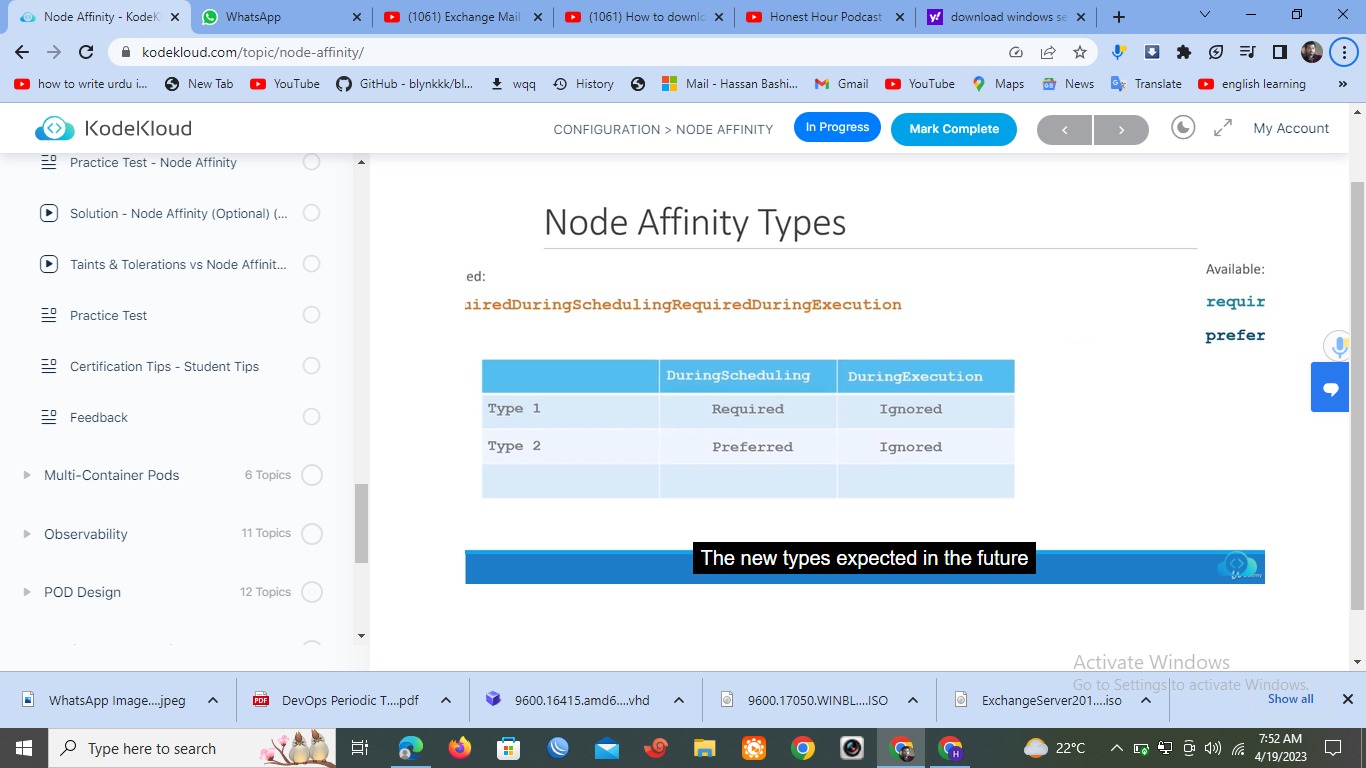 Node Affinity - KodeKl
WhatsApp
(1061) Exchange Mail
(1061) How to downlo
Honest Hour Podcast
download windows se
kodekloud.com/topic/node-affinity/
how to write urdu i...
New Tab
YouTube
GitHub - blynkkk/bl...
wqq
History
Mail - Hassan Bashi...
Gmail
YouTube
Maps
News
Translate
english learning
»
KodeKloud
CONFIGURATION > NODE AFFINITY
In Progress
Mark Complete
My Account
Practice Test - Node Affinity
Solution - Node Affinity (Optional) (...
Taints & Tolerations vs Node Affinit...
Practice Test
Certification Tips - Student Tips
Feedback
Multi-Container Pods 6 Topics
Observability 11 Topics
POD Design 12 Topics
Node Affinity Types
ed:
uiredDuringSchedulingRequiredDuringExecution
Available:
requir
prefer
DuringScheduling DuringExecution
Type 1 Required Ignored
Type 2 Preferred Ignored
The new types expected in the future
Activate Windows
Go to Settings to activate Windows.
WhatsApp Image....jpeg
DevOps Periodic T....pdf
9600.16415.amd6....vhd
9600.17050.WINBL....ISO
ExchangeServer201....iso
Show all
Type here to search
22°C
7:52 AM
4/19/2023